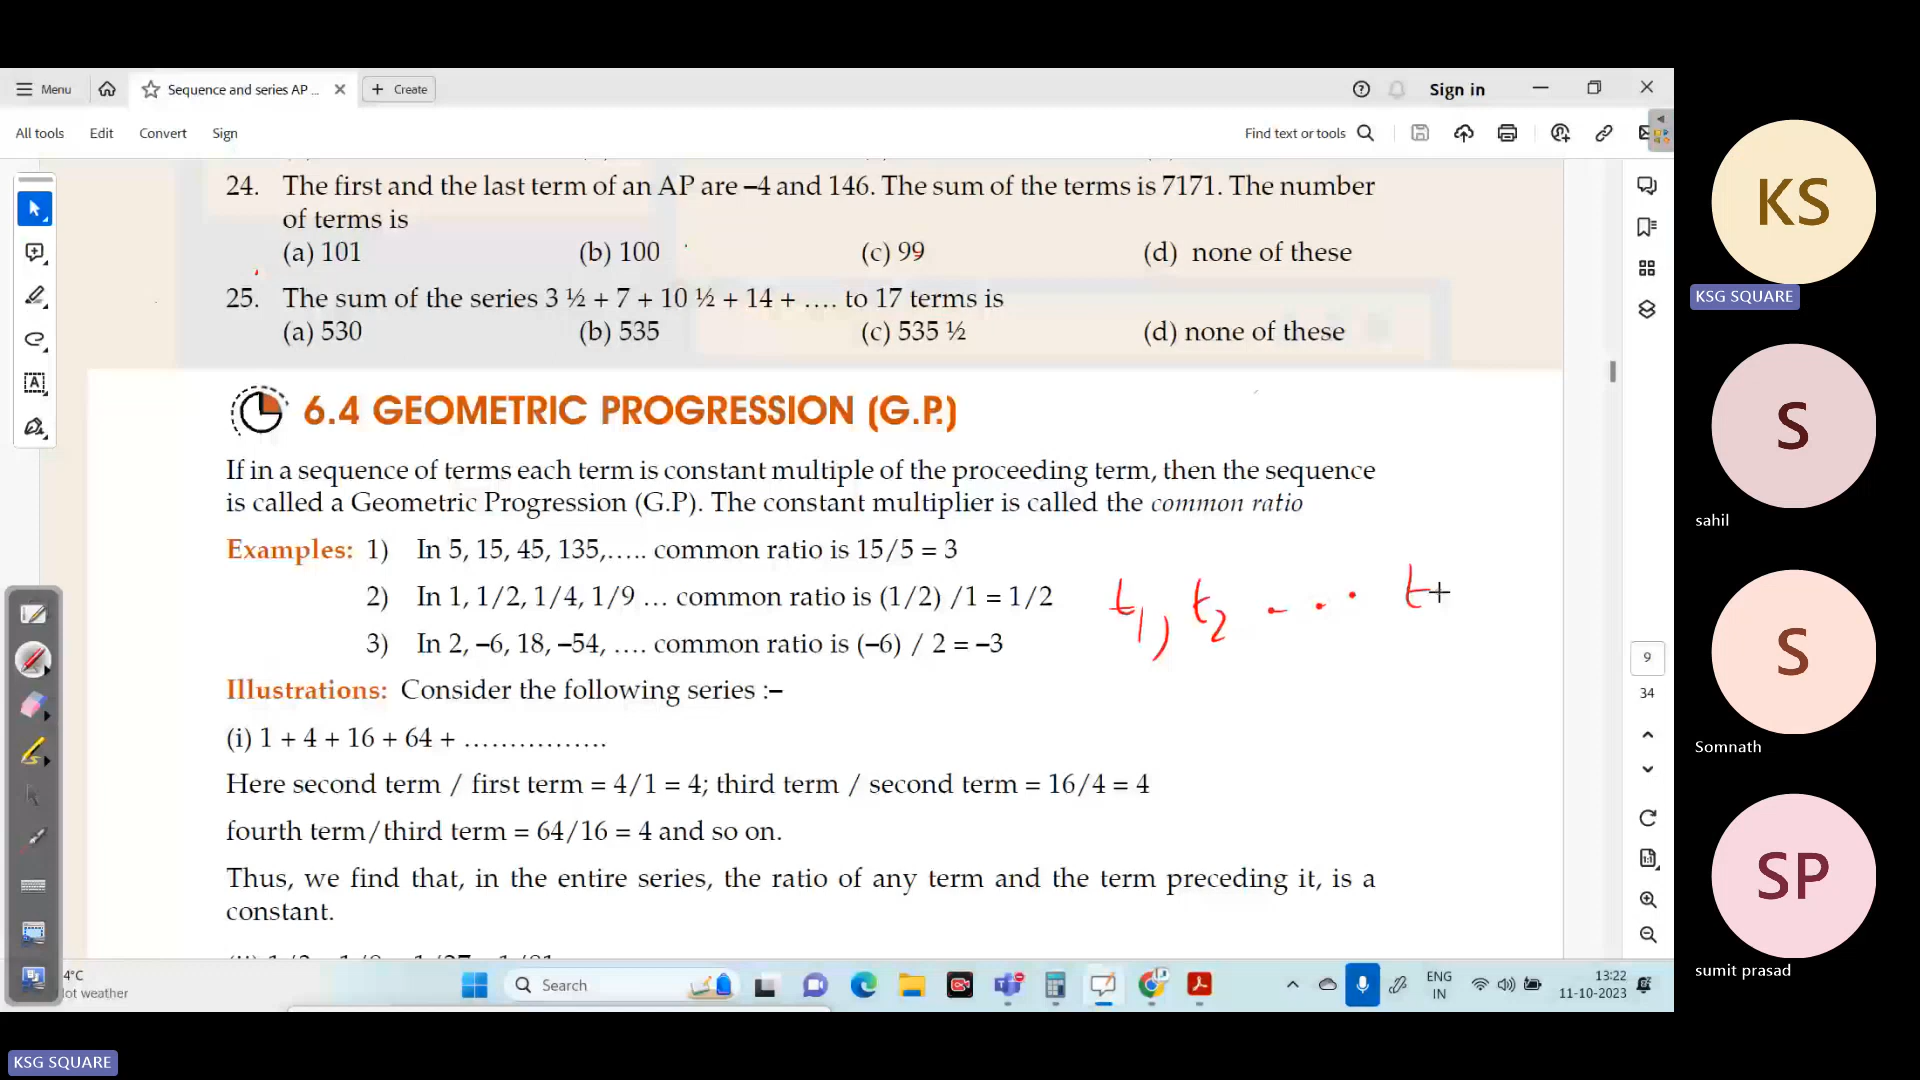 Menu
Sequence and series AP ...
Create
Sign in
All tools
Edit
Convert
Sign
Find text or tools
24. The first and the last term of an AP are –4 and 146. The sum of the terms is 7171. The number
of terms is
(a) 101 (b) 100 (c) 99 (d) none of these
25. The sum of the series 3 ½ + 7 + 10 ½ + 14 + .... to 17 terms is
(a) 530 (b) 535 (c) 535 ½ (d) none of these
6.4 GEOMETRIC PROGRESSION (G.P.)
If in a sequence of terms each term is constant multiple of the proceeding term, then the sequence
is called a Geometric Progression (G.P). The constant multiplier is called the common ratio
Examples: 1) In 5, 15, 45, 135,..... common ratio is 15/5 = 3
2) In 1, 1/2, 1/4, 1/9 ... common ratio is (1/2) /1 = 1/2
t1, t2 . . . t
3) In 2, –6, 18, –54, .... common ratio is (–6) / 2 = –3
Illustrations: Consider the following series :–
(i) 1 + 4 + 16 + 64 + ................
Here second term / first term = 4/1 = 4; third term / second term = 16/4 = 4
fourth term/third term = 64/16 = 4 and so on.
Thus, we find that, in the entire series, the ratio of any term and the term preceding it, is a
constant.
9
34
KS
KSG SQUARE
S
sahil
S
Somnath
SP
sumit prasad
4°C
Hot weather
Search
ENG
IN
13:22
11-10-2023
KSG SQUARE